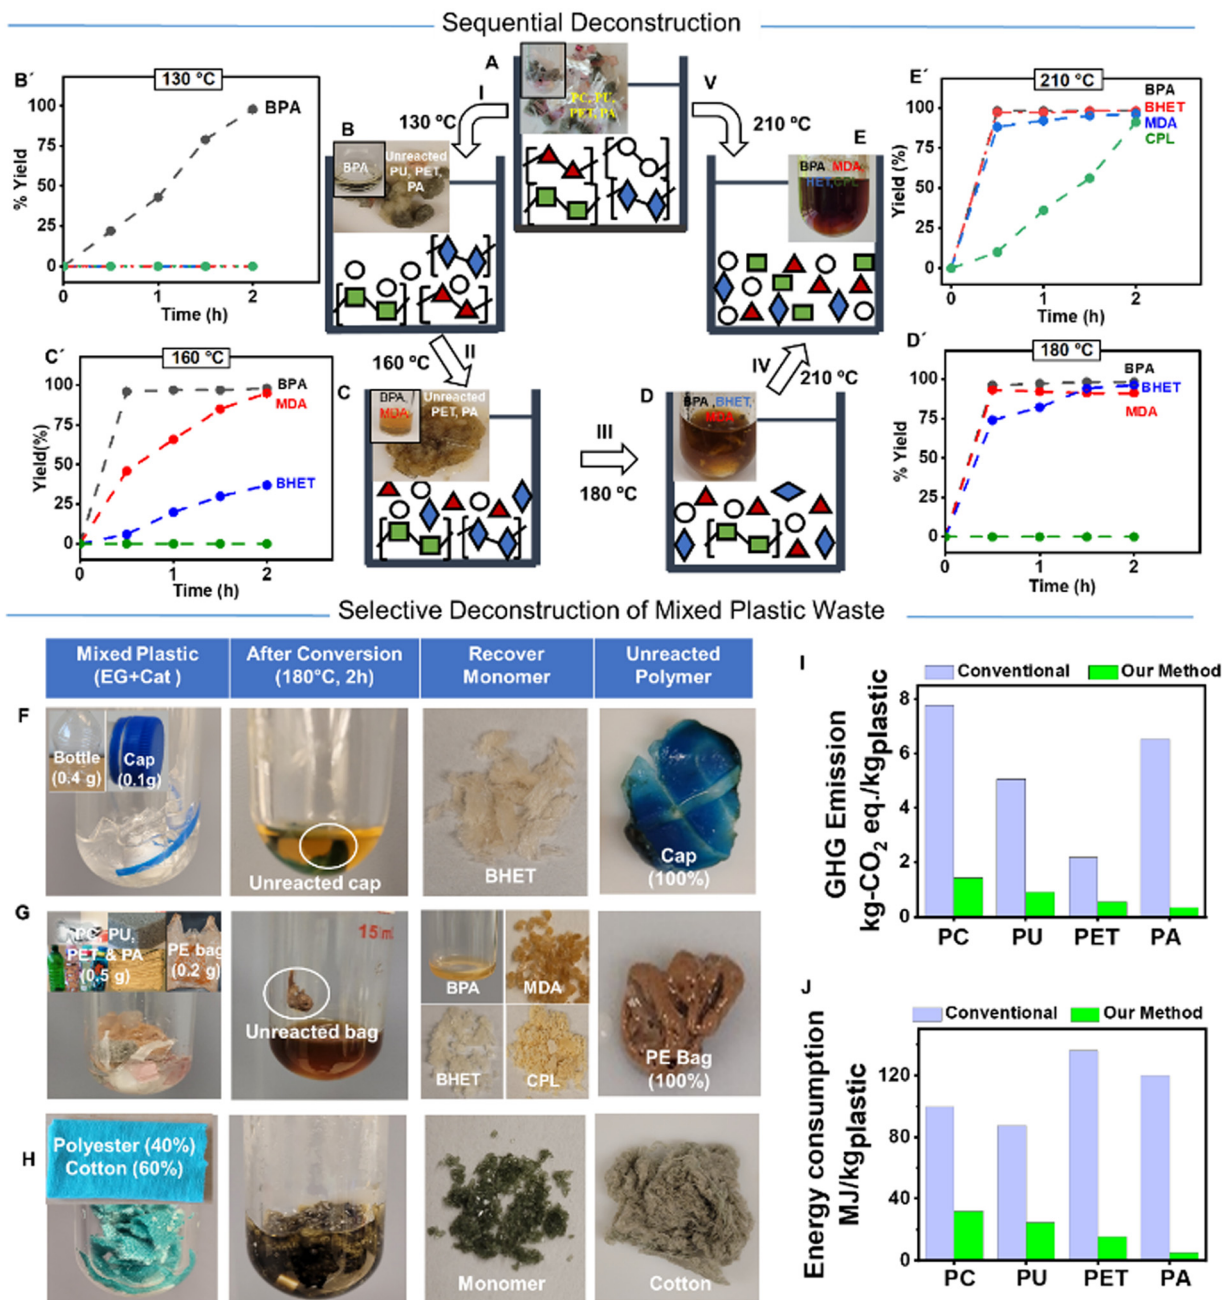 Sequential Deconstruction
A
PC, PU,
PET, PA
I
130 °C
V
210 °C
B´
130 °C
% Yield
100
75
50
25
0
BPA
0
1
2
Time (h)
B
BPA
Unreacted
PU, PET,
PA
E
BPA, MDA,
HET, CPL
E´
210 °C
Yield (%)
100
75
50
25
0
BPA
BHET
MDA
CPL
0
1
2
Time (h)
160 °C
II
IV
210 °C
C´
160 °C
Yield(%)
100
75
50
25
0
BPA
MDA
BHET
0
1
2
Time (h)
C
BPA,
MDA
Unreacted
PET, PA
III
180 °C
D
BPA ,BHET,
MDA
D´
180 °C
% Yield
100
75
50
25
0
BPA
BHET
MDA
0
1
2
Time (h)
Selective Deconstruction of Mixed Plastic Waste
Mixed Plastic
(EG+Cat )
After Conversion
(180°C, 2h)
Recover
Monomer
Unreacted
Polymer
F
Bottle
(0.4 g)
Cap
(0.1g)
Unreacted cap
BHET
Cap
(100%)
G
PC, PU,
PET & PA
(0.5 g)
PE bag
(0.2 g)
15 m
Unreacted bag
BPA
MDA
BHET
CPL
PE Bag
(100%)
H
Polyester (40%)
Cotton (60%)
Monomer
Cotton
I
Conventional
Our Method
GHG Emission
kg-CO2 eq./kgplastic
8
6
4
2
0
PC
PU
PET
PA
J
Conventional
Our Method
Energy consumption
MJ/kgplastic
120
80
40
0
PC
PU
PET
PA